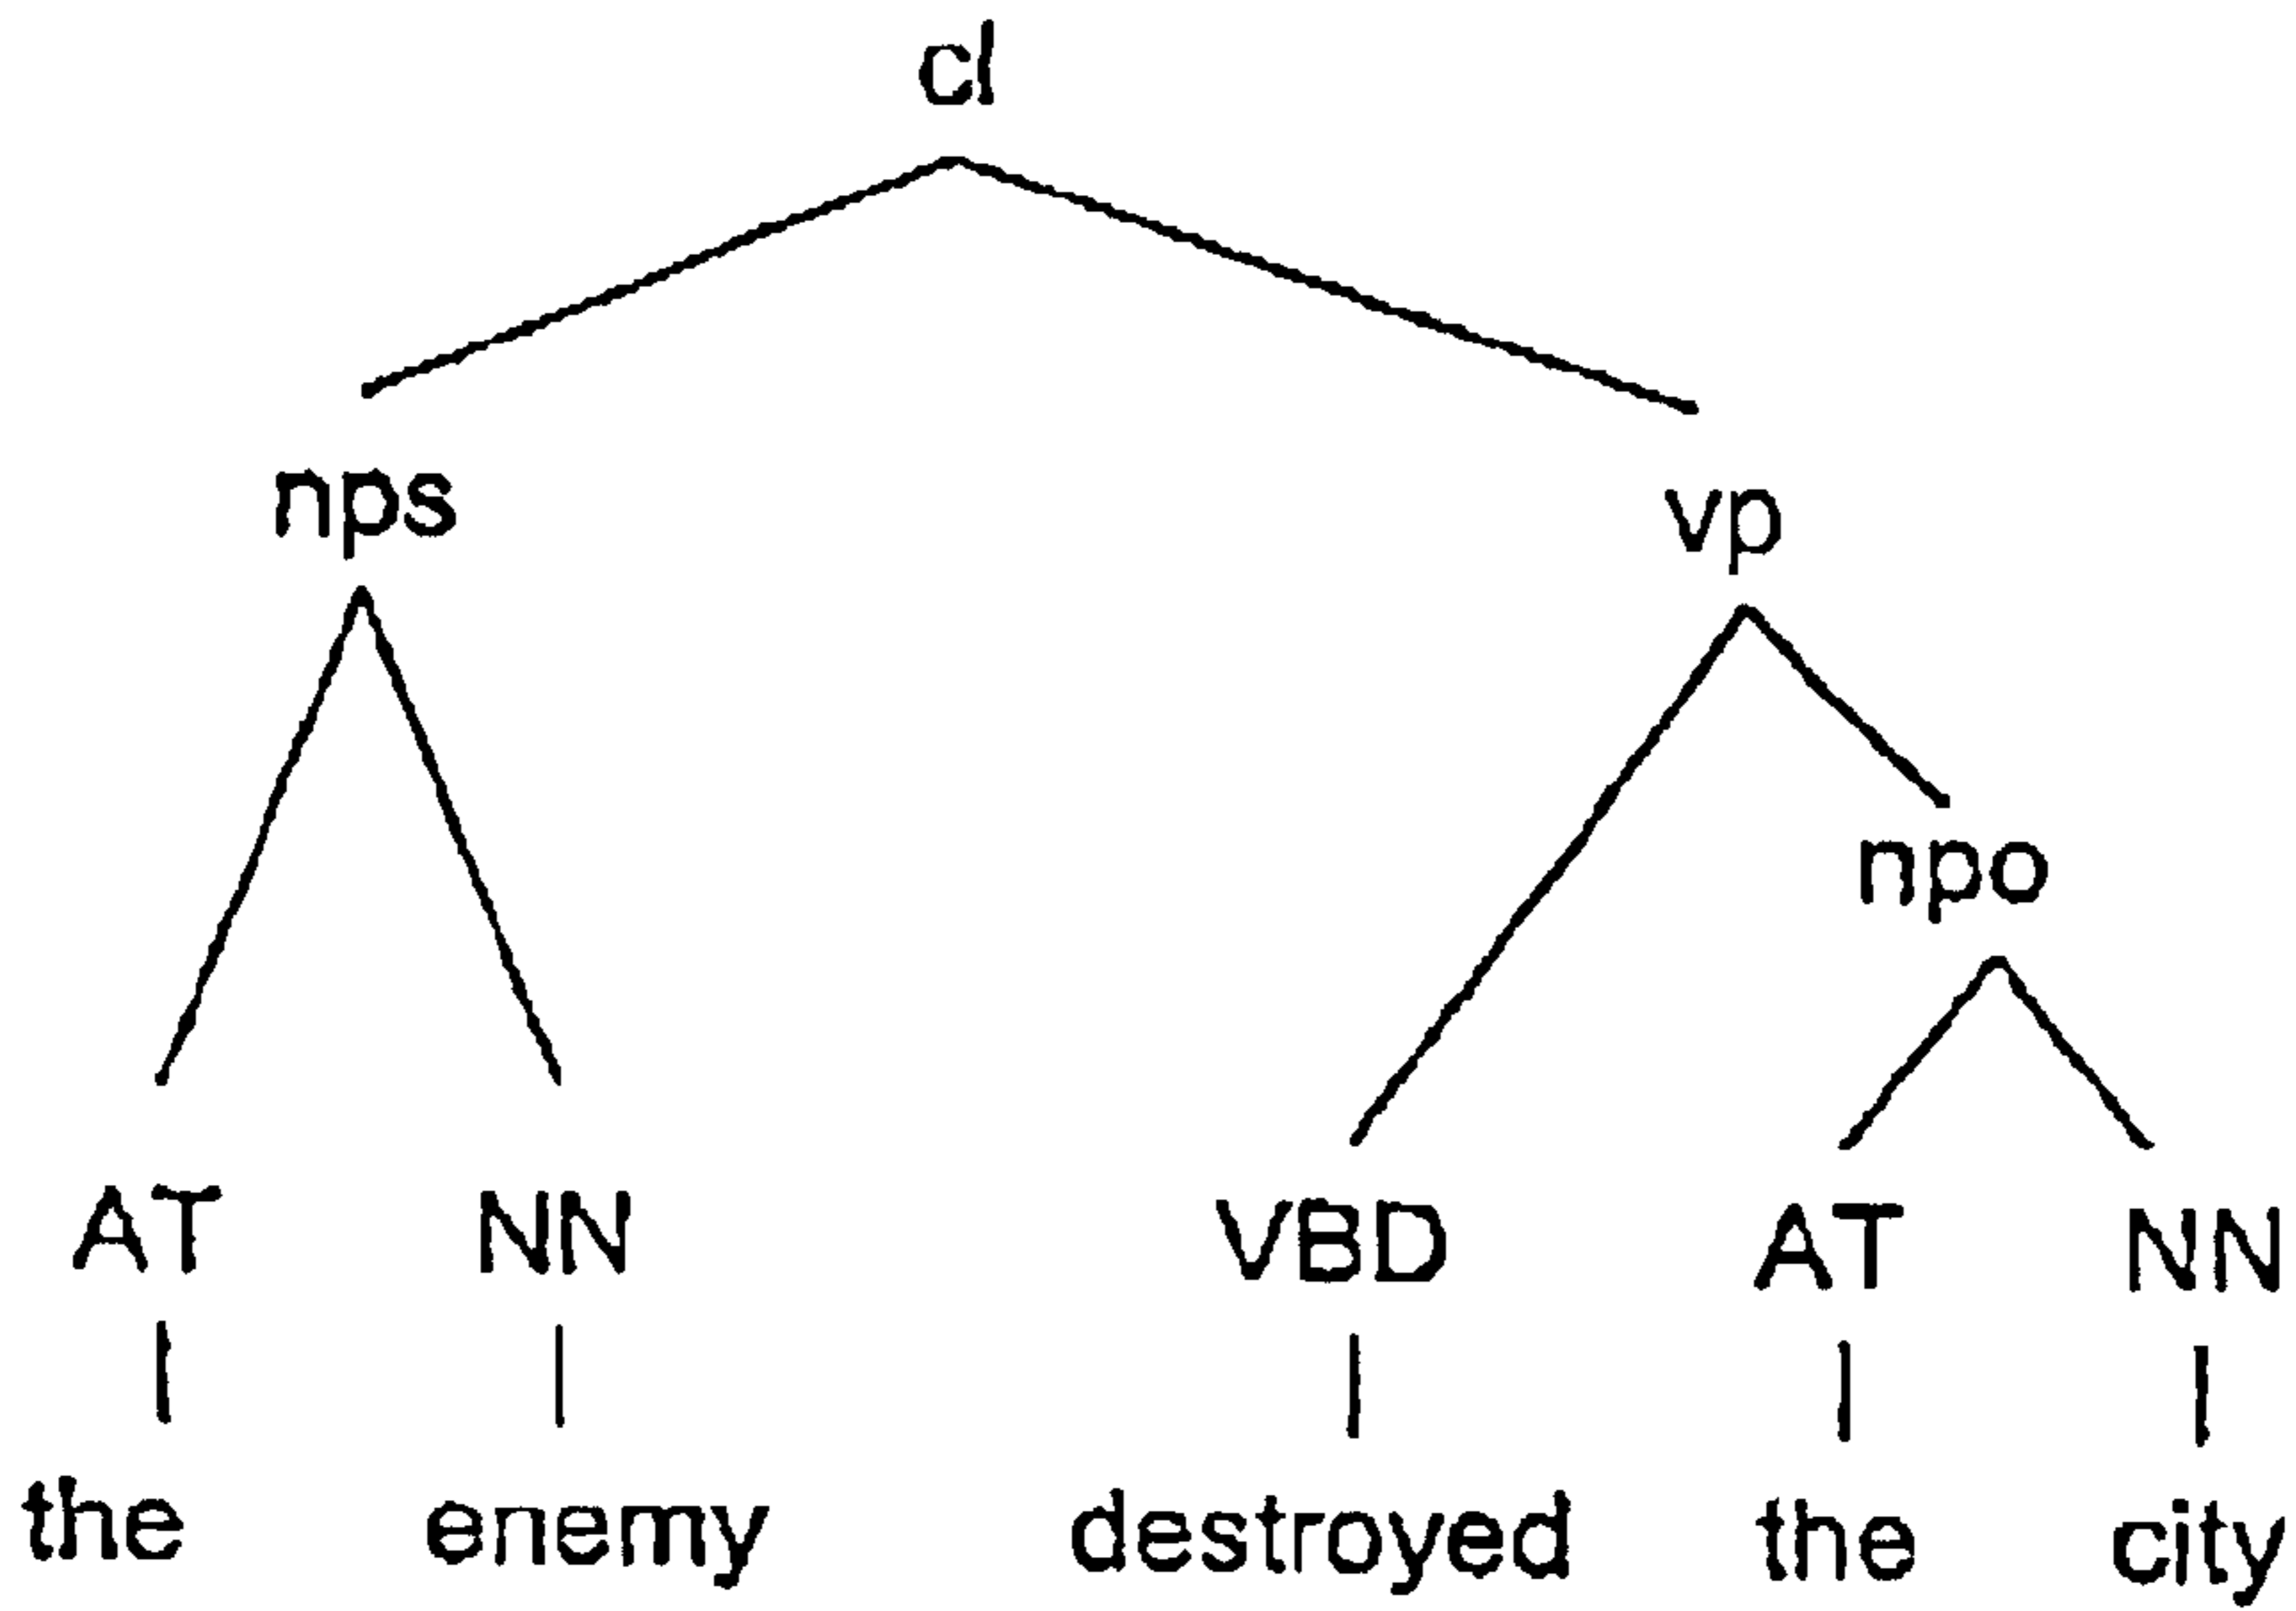 cl
nps vp
npo
AT NN VBD AT NN
the enemy destroyed the city